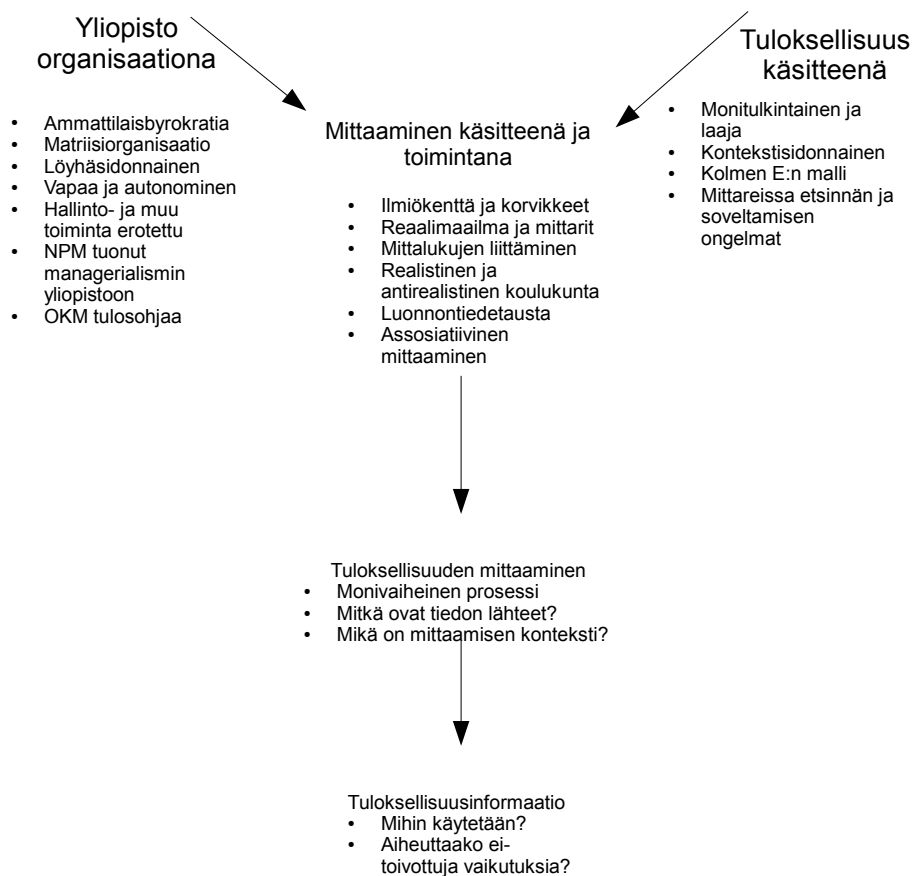 Yliopisto
organisaationa
• Ammattilaisbyrokratia
• Matriisiorganisaatio
• Löyhäsidonnainen
• Vapaa ja autonominen
• Hallinto- ja muu
toiminta erotettu
• NPM tuonut
managerialismin
yliopistoon
• OKM tulosohjaa
Mittaaminen käsitteenä ja
toimintana
• Ilmiökenttä ja korvikkeet
• Reaalimaailma ja mittarit
• Mittalukujen liittäminen
• Realistinen ja
antirealistinen koulukunta
• Luonnontiedetausta
• Assosiatiivinen
mittaaminen
Tuloksellisuus
käsitteenä
• Monitulkintainen ja
laaja
• Kontekstisidonnainen
• Kolmen E:n malli
• Mittareissa etsinnän ja
soveltamisen
ongelmat
Tuloksellisuuden mittaaminen
• Monivaiheinen prosessi
• Mitkä ovat tiedon lähteet?
• Mikä on mittaamisen konteksti?
Tuloksellisuusinformaatio
• Mihin käytetään?
• Aiheuttaako ei-
toivottuja vaikutuksia?